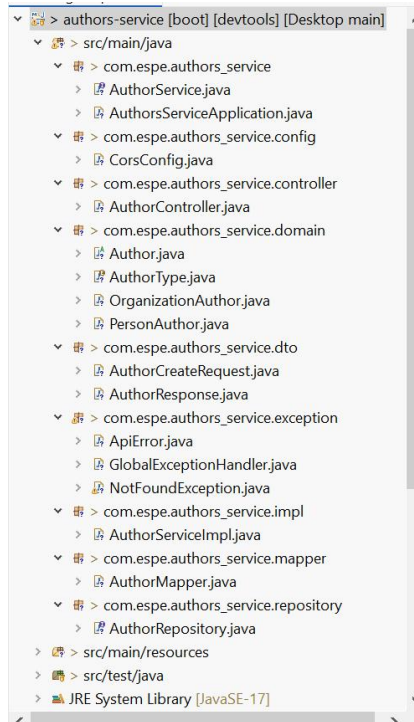 > authors-service [boot] [devtools] [Desktop main]
> src/main/java
> com.espe.authors_service
AuthorService.java
AuthorsServiceApplication.java
> com.espe.authors_service.config
CorsConfig.java
> com.espe.authors_service.controller
AuthorController.java
> com.espe.authors_service.domain
Author.java
AuthorType.java
OrganizationAuthor.java
PersonAuthor.java
> com.espe.authors_service.dto
AuthorCreateRequest.java
AuthorResponse.java
> com.espe.authors_service.exception
ApiError.java
GlobalExceptionHandler.java
NotFoundException.java
> com.espe.authors_service.impl
AuthorServiceImpl.java
> com.espe.authors_service.mapper
AuthorMapper.java
> com.espe.authors_service.repository
AuthorRepository.java
> src/main/resources
> src/test/java
JRE System Library [JavaSE-17]